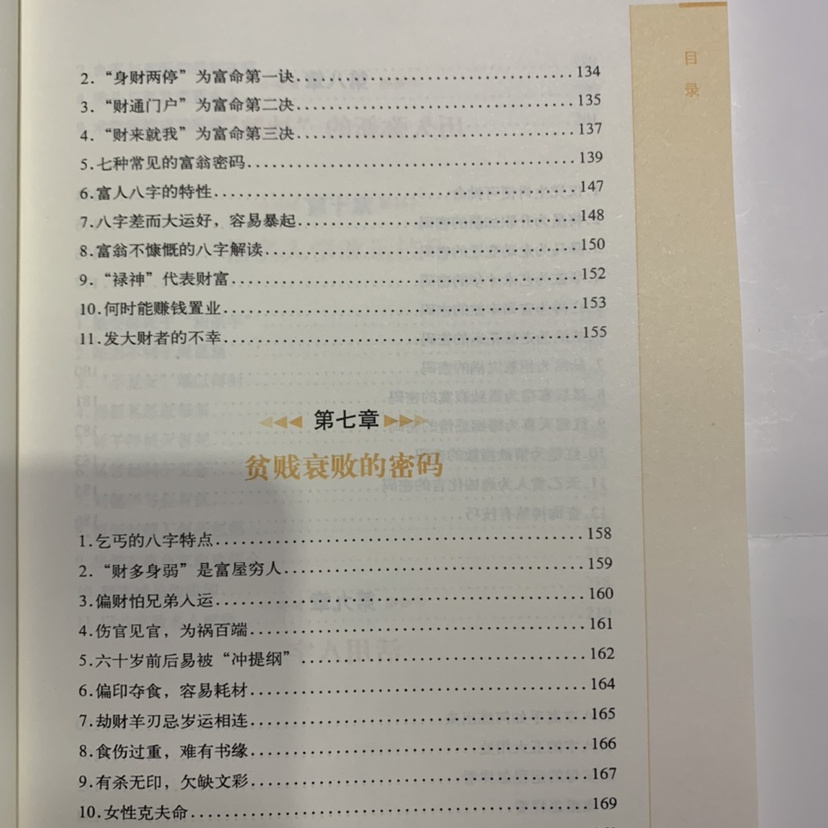 目录
2.“身财两停”为富命第一诀 134
3.“财通门户”为富命第二决 135
4.“财来就我”为富命第三决 137
5.七种常见的富翁密码 139
6.富人八字的特性 147
7.八字差而大运好，容易暴起 148
8.富翁不慷慨的八字解读 150
9.“禄神”代表财富 152
10.何时能赚钱置业 153
11.发大财者的不幸 155
第七章
贫贱衰败的密码
1.乞丐的八字特点 158
2.“财多身弱”是富屋穷人 159
3.偏财怕兄弟入运 160
4.伤官见官，为祸百端 161
5.六十岁前后易被“冲提纲” 162
6.偏印夺食，容易耗材 164
7.劫财羊刃忌岁运相连 165
8.食伤过重，难有书缘 166
9.有杀无印，欠缺文彩 167
10.女性克夫命 169